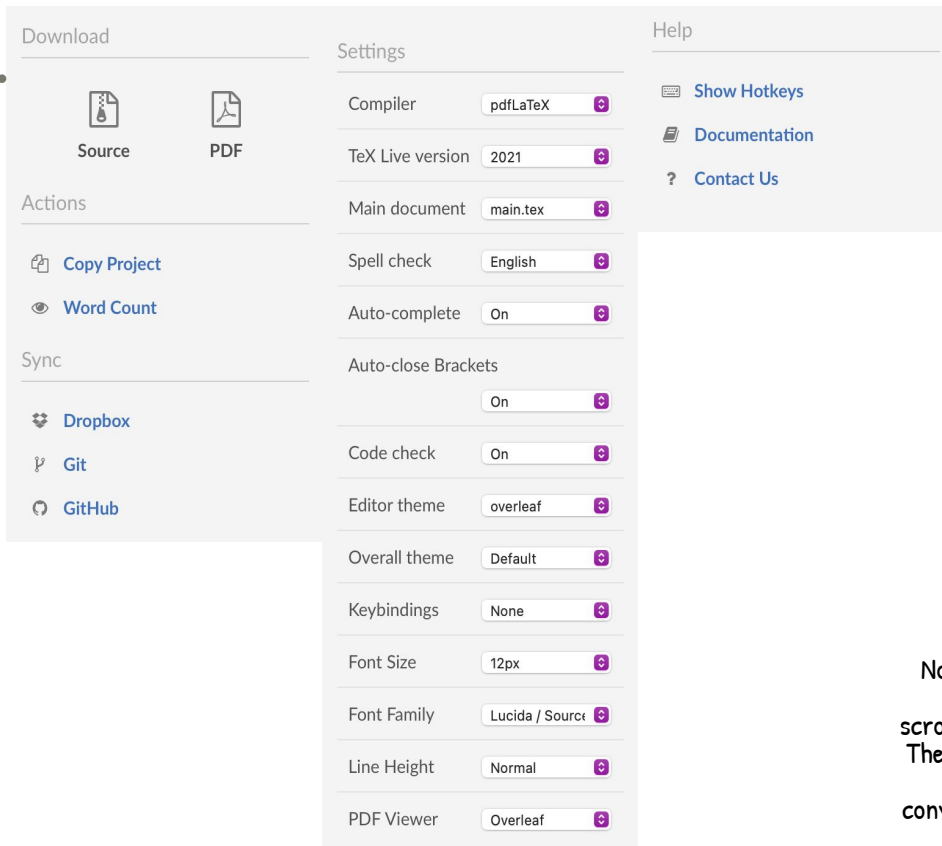 Download
Source PDF
Actions
Copy Project
Word Count
Sync
Dropbox
Git
GitHub
Settings
Compiler pdfLaTeX
TeX Live version 2021
Main document main.tex
Spell check English
Auto-complete On
Auto-close Brackets
On
Code check On
Editor theme overleaf
Overall theme Default
Keybindings None
Font Size 12px
Font Family Lucida / Source
Line Height Normal
PDF Viewer Overleaf
Help
Show Hotkeys
Documentation
? Contact Us